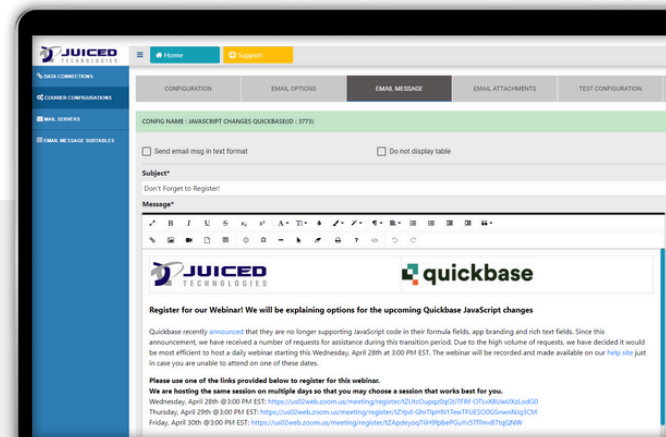 JUICED
TECHNOLOGIES
Home
Support
DATA CONNECTIONS
COURIER CONFIGURATIONS
MAIL SERVERS
EMAIL MESSAGE SUBTABLES
CONFIGURATION
EMAIL OPTIONS
EMAIL MESSAGE
EMAIL ATTACHMENTS
TEST CONFIGURATION
CONFIG NAME : JAVASCRIPT CHANGES QUICKBASE(ID : 3773)
Send email msg in text format
Do not display table
Subject*
Don't Forget to Register!
Message*
JUICED
TECHNOLOGIES
quickbase
Register for our Webinar! We will be explaining options for the upcoming Quickbase JavaScript changes
Quickbase recently announced that they are no longer supporting JavaScript code in their formula fields, app branding and rich text fields. Since this
announcement, we have received a number of requests for assistance during this transition period. Due to the high volume of requests, we have decided it would
be most efficient to host a daily webinar starting this Wednesday, April 28th at 3:00 PM EST. The webinar will be recorded and made available on our help site just
in case you are unable to attend on one of these dates.
Please use one of the links provided below to register for this webinar.
We are hosting the same session on multiple days so that you may choose a session that works best for you.
Wednesday, April 28th @3:00 PM EST:
Thursday, April 29th @3:00 PM EST:
Friday, April 30th @3:00 PM EST: